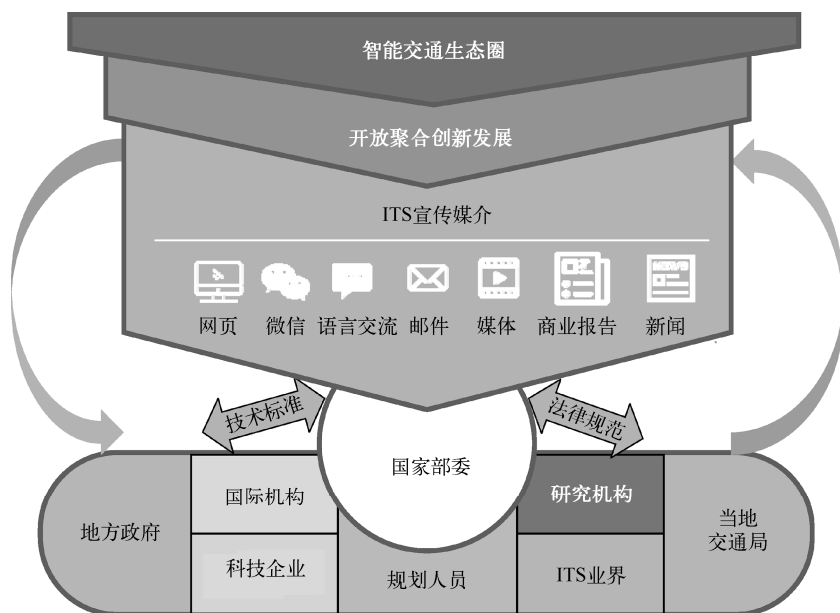 智能交通生态圈
开放聚合创新发展
ITS宣传媒介
网页 微信 语言交流 邮件 媒体 商业报告 新闻
技术标准
法律规范
国家部委
地方政府
国际机构
科技企业
规划人员
研究机构
ITS业界
当地
交通局